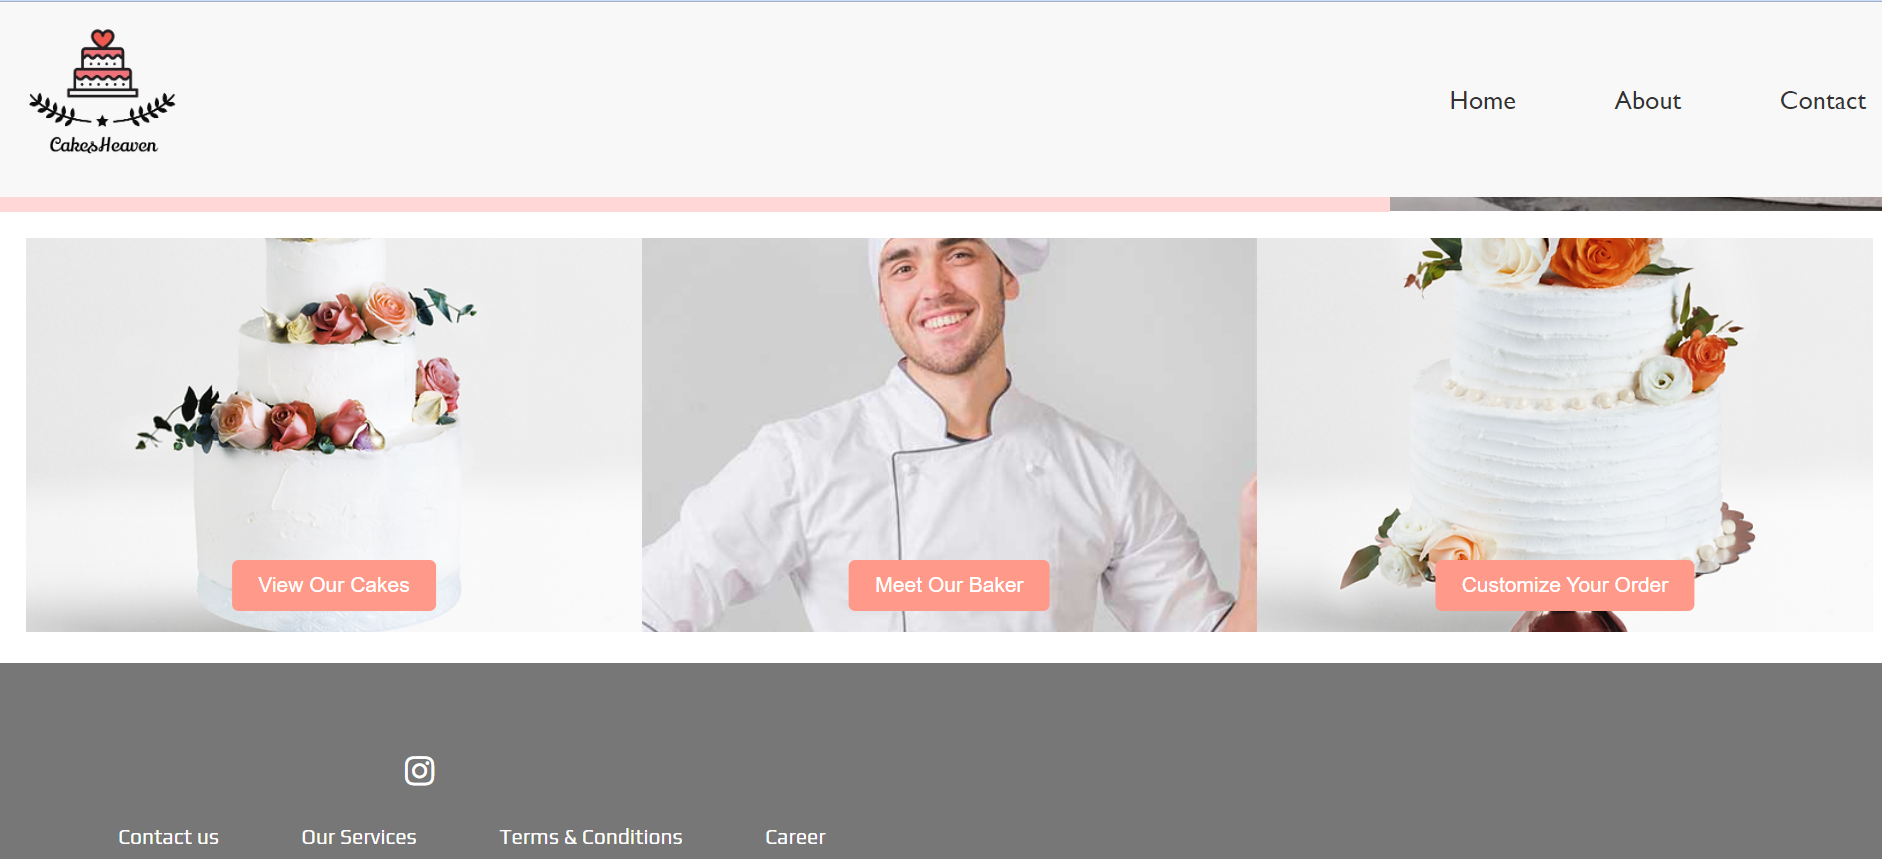 CakesHeaven
Home About Contact
View Our Cakes
Meet Our Baker
Customize Your Order
Contact us Our Services Terms & Conditions Career